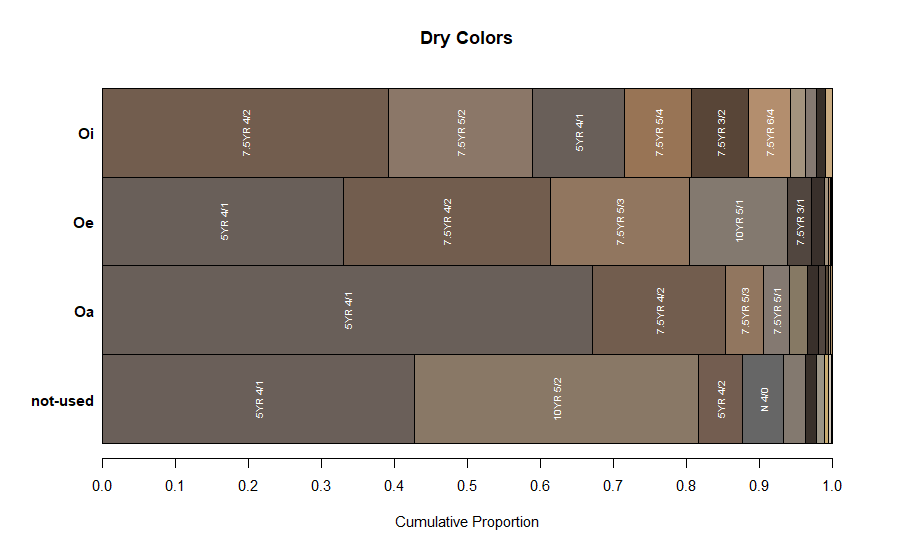 Dry Colors
Oi
7.5YR 4/2
7.5YR 5/2
5YR 4/1
7.5YR 5/4
7.5YR 3/2
7.5YR 6/4
Oe
5YR 4/1
7.5YR 4/2
7.5YR 5/3
10YR 5/1
7.5YR 3/1
Oa
5YR 4/1
7.5YR 4/2
7.5YR 5/3
7.5YR 5/1
not-used
5YR 4/1
10YR 5/2
5YR 4/2
N 4/0
0.0 0.1 0.2 0.3 0.4 0.5 0.6 0.7 0.8 0.9 1.0
Cumulative Proportion